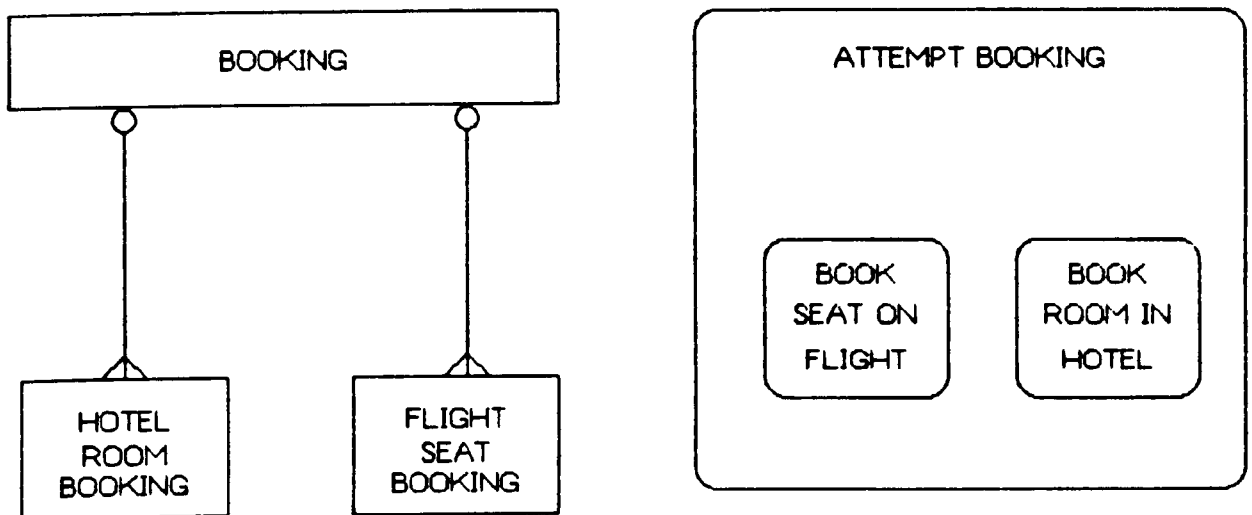 BOOKING
HOTEL
ROOM
BOOKING
FLIGHT
SEAT
BOOKING
ATTEMPT BOOKING
BOOK
SEAT ON
FLIGHT
BOOK
ROOM IN
HOTEL